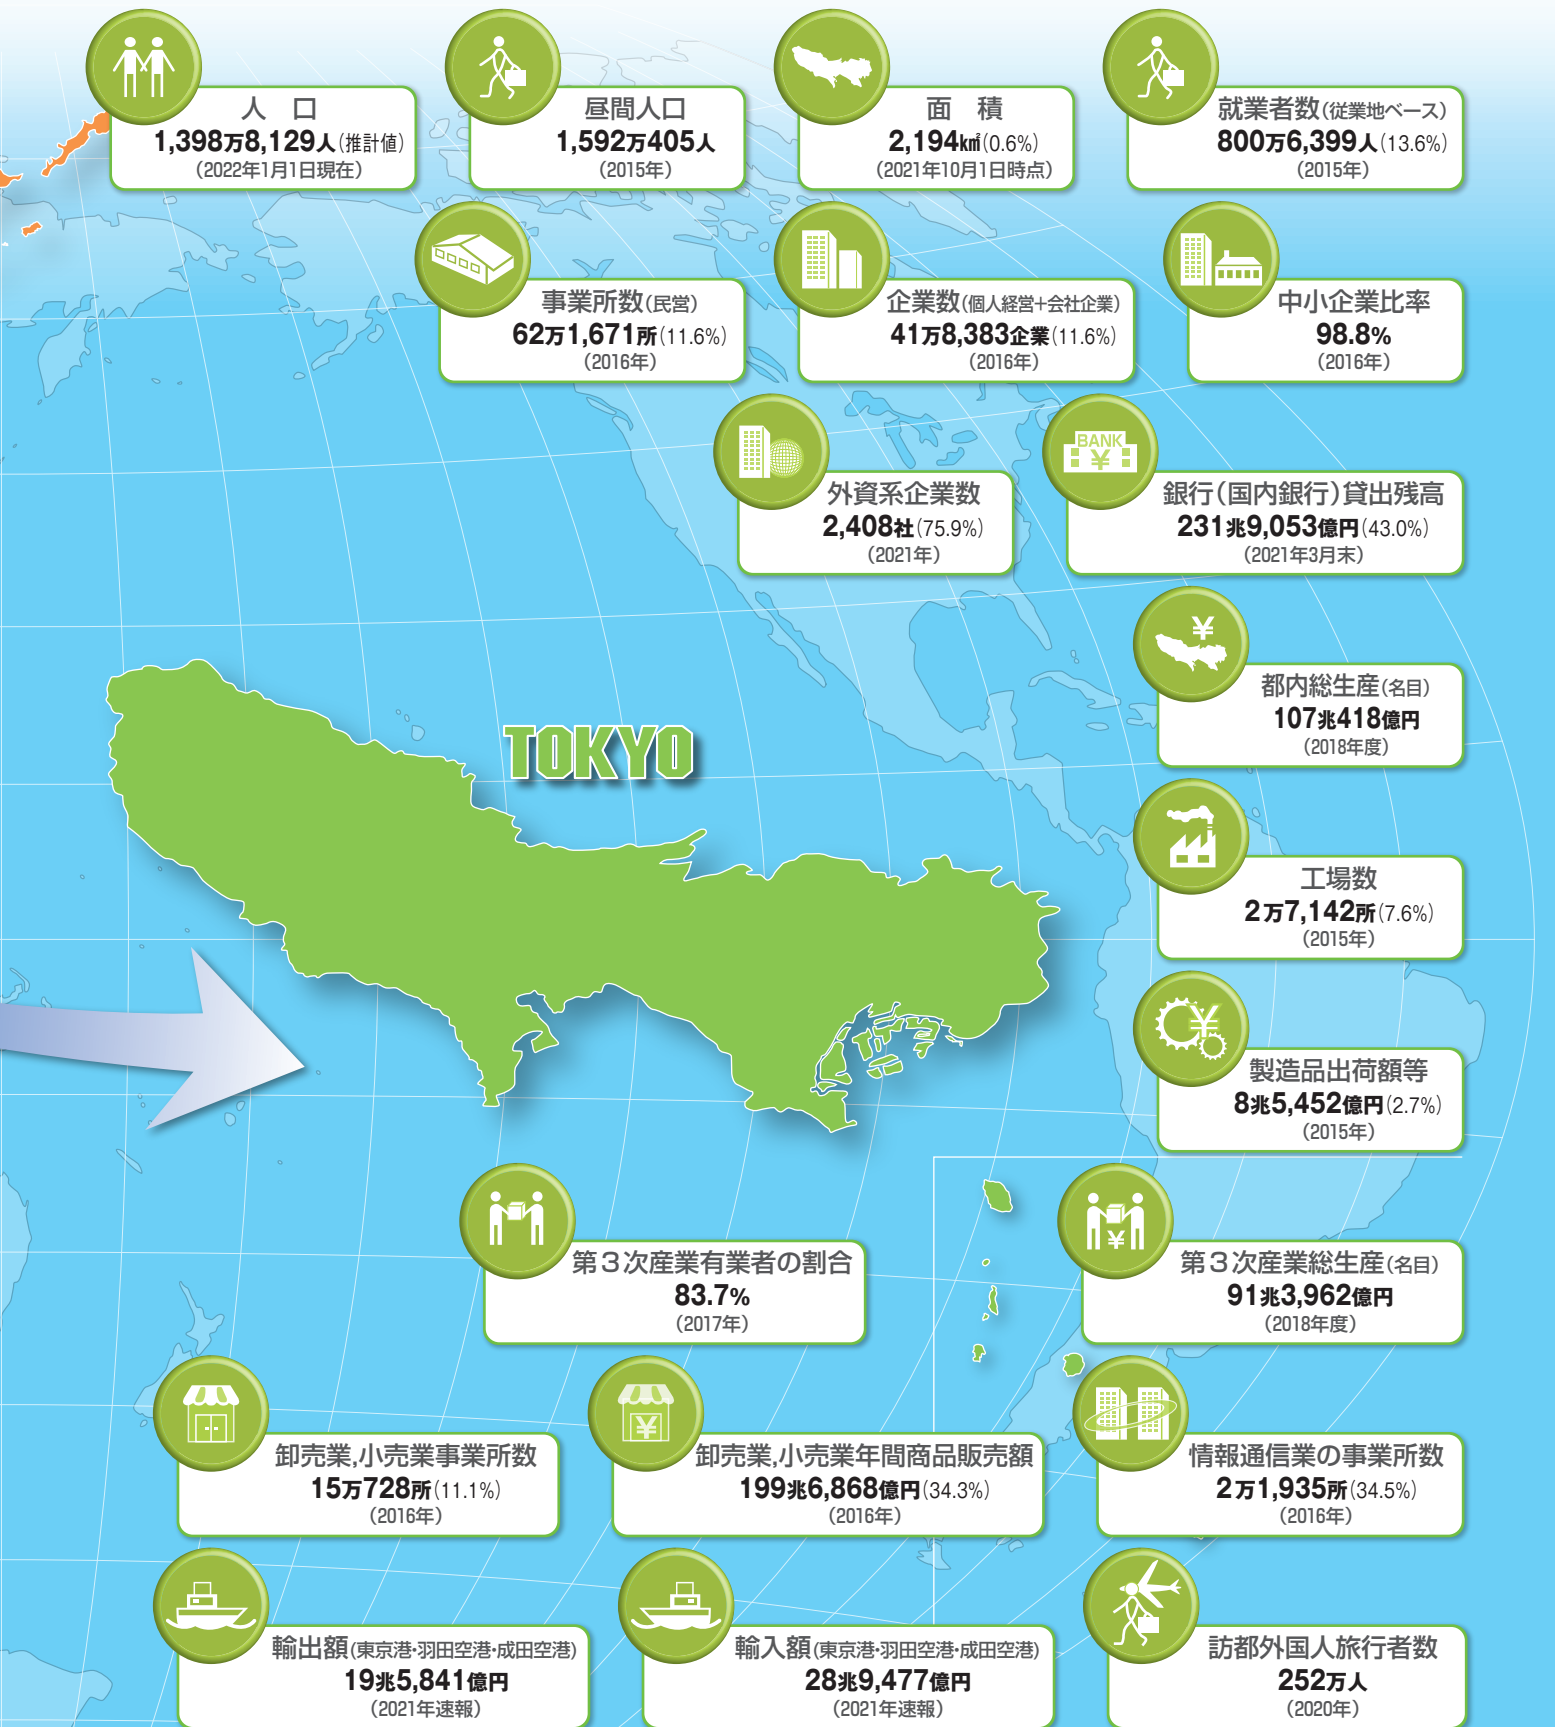 人　口
1,398万8,129人(推計値)
(2022年1月1日現在)
昼間人口
1,592万405人
(2015年)
面　積
2,194k㎡(0.6%)
(2021年10月1日時点)
就業者数(従業地ベース)
800万6,399人(13.6%)
(2015年)
事業所数(民営)
62万1,671所(11.6%)
(2016年)
企業数(個人経営+会社企業)
41万8,383企業(11.6%)
(2016年)
中小企業比率
98.8%
(2016年)
外資系企業数
2,408社(75.9%)
(2021年)
BANK
¥
銀行(国内銀行)貸出残高
231兆9,053億円(43.0%)
(2021年3月末)
¥
都内総生産(名目)
107兆418億円
(2018年度)
TOKYO
工場数
2万7,142所(7.6%)
(2015年)
¥
製造品出荷額等
8兆5,452億円(2.7%)
(2015年)
第3次産業有業者の割合
83.7%
(2017年)
¥
第3次産業総生産(名目)
91兆3,962億円
(2018年度)
卸売業,小売業事業所数
15万728所(11.1%)
(2016年)
¥
卸売業,小売業年間商品販売額
199兆6,868億円(34.3%)
(2016年)
情報通信業の事業所数
2万1,935所(34.5%)
(2016年)
輸出額(東京港・羽田空港・成田空港)
19兆5,841億円
(2021年速報)
輸入額(東京港・羽田空港・成田空港)
28兆9,477億円
(2021年速報)
訪都外国人旅行者数
252万人
(2020年)